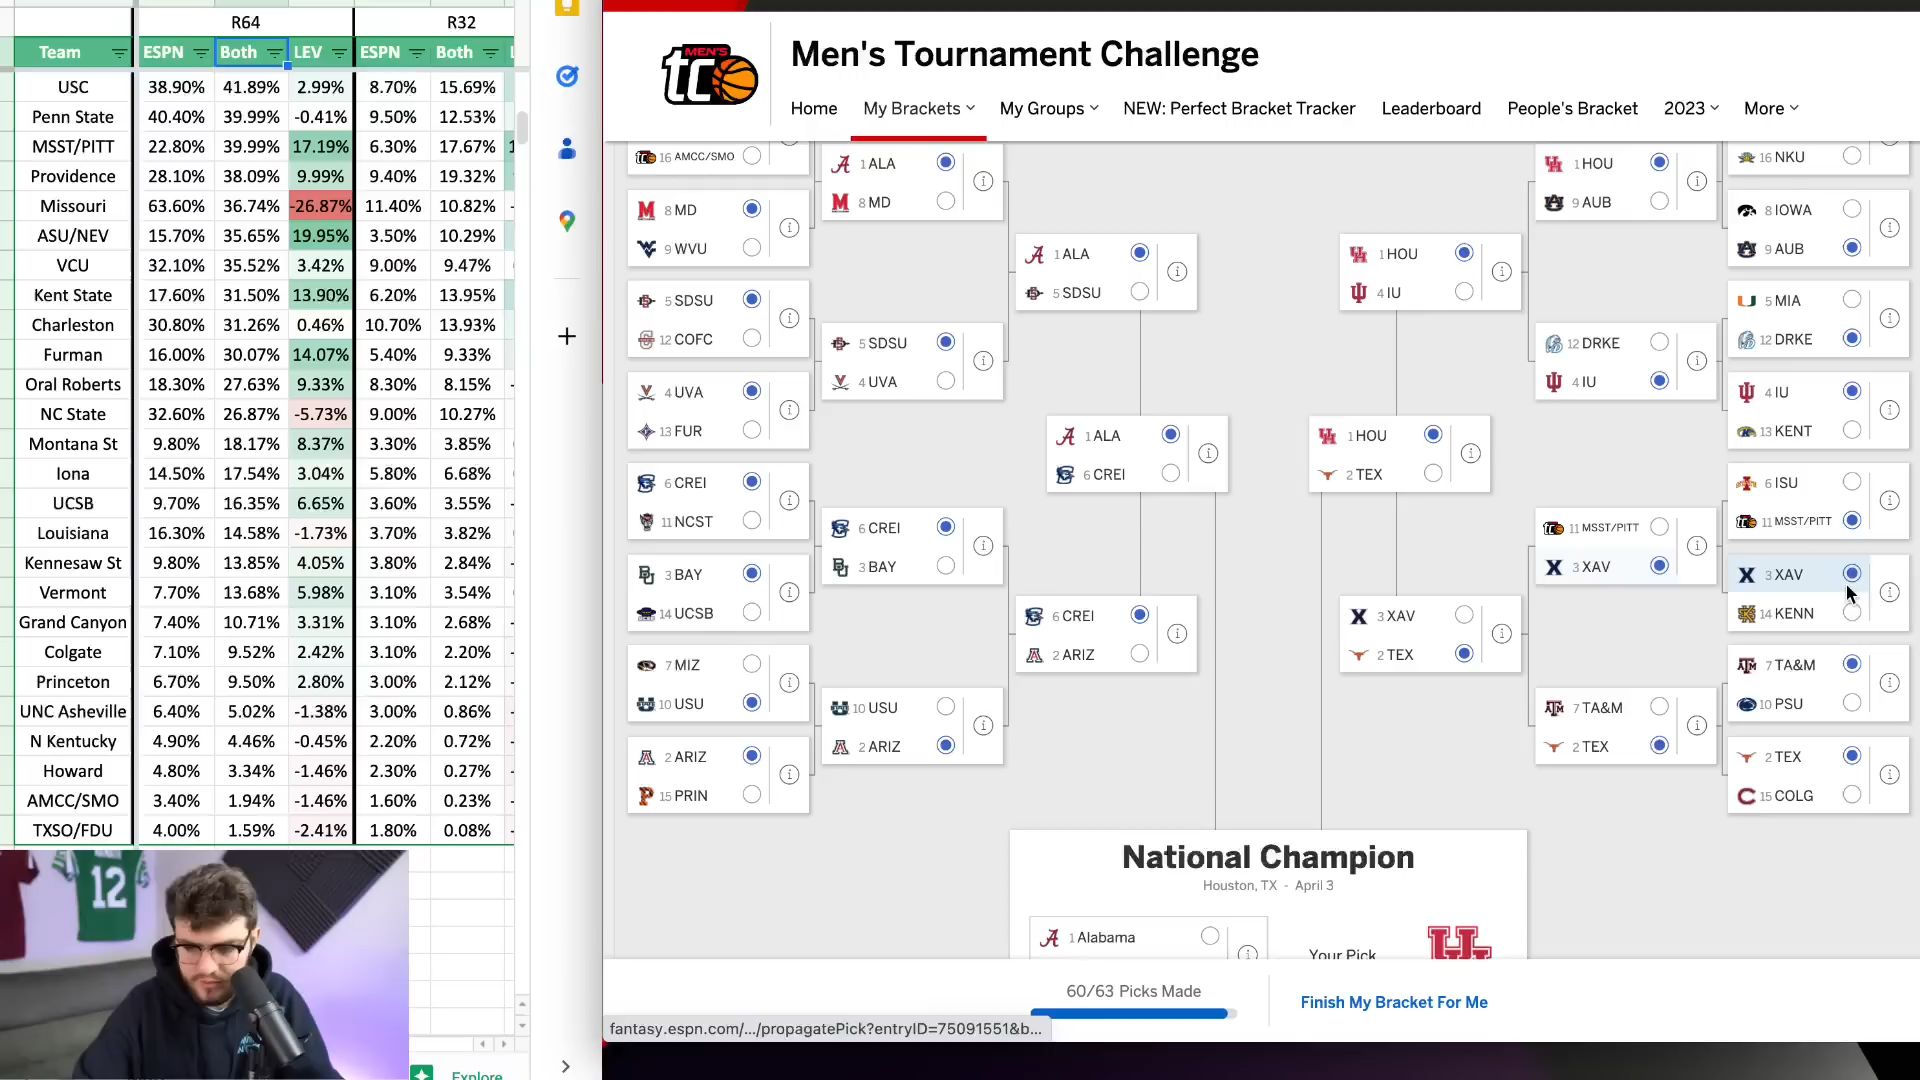 R64 R32
Team ESPN Both LEV ESPN Both
USC 38.90% 41.89% 2.99% 8.70% 15.69%
Penn State 40.40% 39.99% -0.41% 9.50% 12.53%
MSST/PITT 22.80% 39.99% 17.19% 6.30% 17.67%
Providence 28.10% 38.09% 9.99% 9.40% 19.32%
Missouri 63.60% 36.74% -26.87% 11.40% 10.82%
ASU/NEV 15.70% 35.65% 19.95% 3.50% 10.29%
VCU 32.10% 35.52% 3.42% 9.00% 9.47%
Kent State 17.60% 31.50% 13.90% 6.20% 13.95%
Charleston 30.80% 31.26% 0.46% 10.70% 13.93%
Furman 16.00% 30.07% 14.07% 5.40% 9.33%
Oral Roberts 18.30% 27.63% 9.33% 8.30% 8.15%
NC State 32.60% 26.87% -5.73% 9.00% 10.27%
Montana St 9.80% 18.17% 8.37% 3.30% 3.85%
Iona 14.50% 17.54% 3.04% 5.80% 6.68%
UCSB 9.70% 16.35% 6.65% 3.60% 3.55%
Louisiana 16.30% 14.58% -1.73% 3.70% 3.82%
Kennesaw St 9.80% 13.85% 4.05% 3.80% 2.84%
Vermont 7.70% 13.68% 5.98% 3.10% 3.54%
Grand Canyon 7.40% 10.71% 3.31% 3.10% 2.68%
Colgate 7.10% 9.52% 2.42% 3.10% 2.20%
Princeton 6.70% 9.50% 2.80% 3.00% 2.12%
UNC Asheville 6.40% 5.02% -1.38% 3.00% 0.86%
N Kentucky 4.90% 4.46% -0.45% 2.20% 0.72%
Howard 4.80% 3.34% -1.46% 2.30% 0.27%
AMCC/SMO 3.40% 1.94% -1.46% 1.60% 0.23%
TXSO/FDU 4.00% 1.59% -2.41% 1.80% 0.08%
12
Explore
MEN'S
tc
Men's Tournament Challenge
Home My Brackets My Groups NEW: Perfect Bracket Tracker Leaderboard People's Bracket 2023 More
16 AMCC/SMO
8 MD
9 WVU
5 SDSU
12 COFC
4 UVA
13 FUR
6 CREI
11 NCST
3 BAY
14 UCSB
7 MIZ
10 USU
2 ARIZ
15 PRIN
1 ALA
8 MD
5 SDSU
4 UVA
6 CREI
3 BAY
10 USU
2 ARIZ
1 ALA
5 SDSU
6 CREI
2 ARIZ
1 ALA
6 CREI
1 HOU
2 TEX
1 HOU
4 IU
3 XAV
2 TEX
1 HOU
9 AUB
12 DRKE
4 IU
11 MSST/PITT
3 XAV
7 TA&M
2 TEX
16 NKU
8 IOWA
9 AUB
5 MIA
12 DRKE
4 IU
13 KENT
6 ISU
11 MSST/PITT
3 XAV
14 KENN
7 TA&M
10 PSU
2 TEX
15 COLG
National Champion
Houston, TX - April 3
1 Alabama
Your Pick
60/63 Picks Made
Finish My Bracket For Me
fantasy.espn.com/.../propagatePick?entryID=75091551&b...